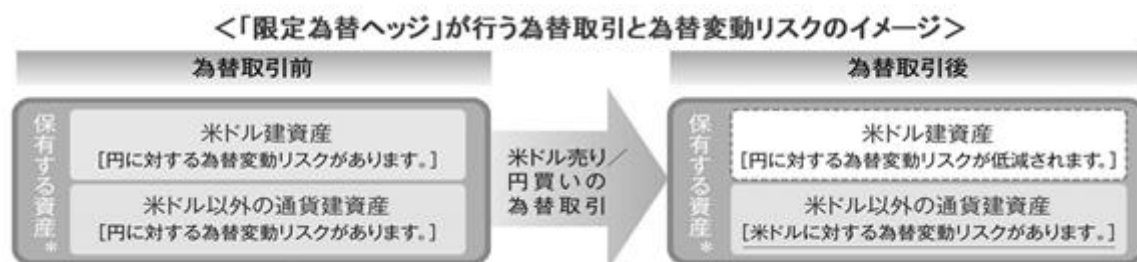 ＜「限定為替ヘッジ」が行う為替取引と為替変動リスクのイメージ＞
為替取引前
保有する資産*
米ドル建資産
[円に対する為替変動リスクがあります。]
米ドル以外の通貨建資産
[円に対する為替変動リスクがあります。]
米ドル売り／
円買いの
為替取引
為替取引後
保有する資産*
米ドル建資産
[円に対する為替変動リスクが低減されます。]
米ドル以外の通貨建資産
[米ドルに対する為替変動リスクがあります。]